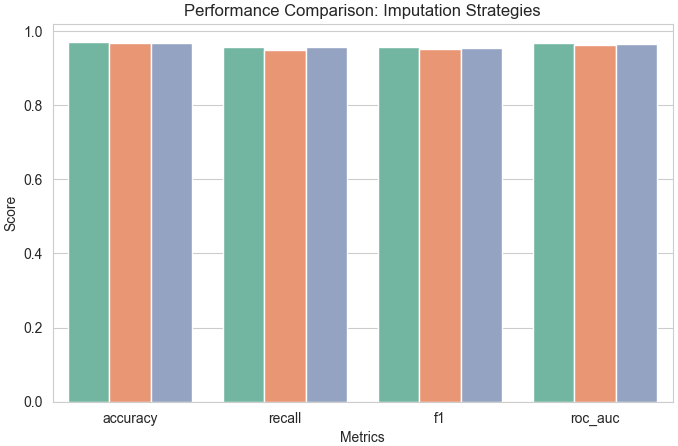 Performance Comparison: Imputation Strategies
1.0
0.8
0.6
0.4
0.2
0.0
Score
accuracy
recall
f1
roc_auc
Metrics